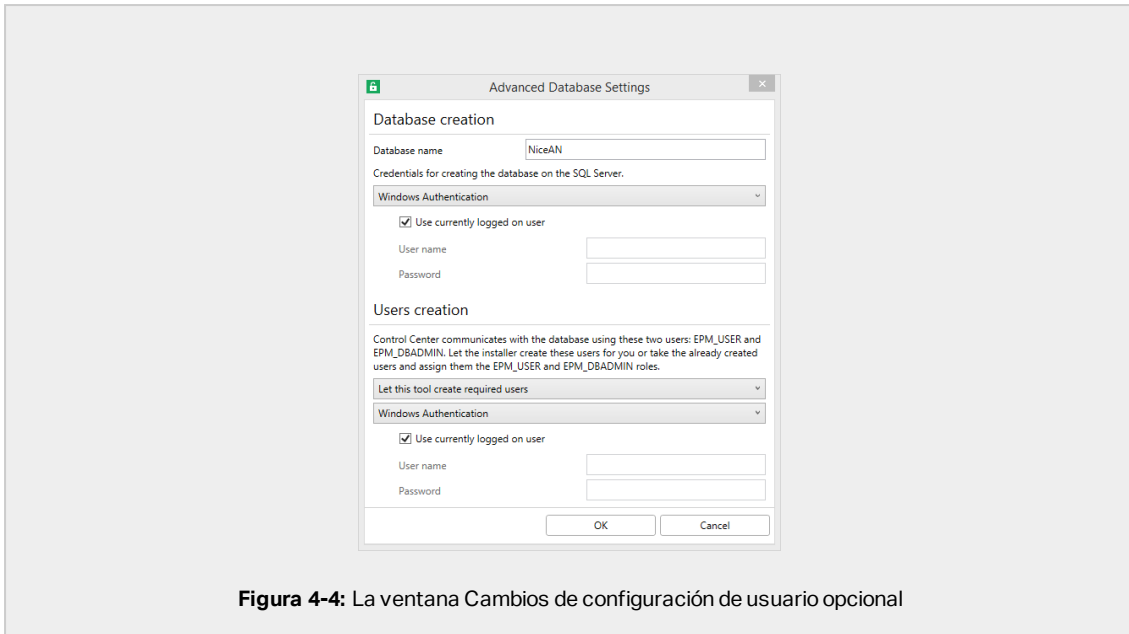 Advanced Database Settings
Database creation
Database name NiceAN
Credentials for creating the database on the SQL Server.
Windows Authentication
Use currently logged on user
User name
Password
Users creation
Control Center communicates with the database using these two users: EPM_USER and
EPM_DBADMIN. Let the installer create these users for you or take the already created
users and assign them the EPM_USER and EPM_DBADMIN roles.
Let this tool create required users
Windows Authentication
Use currently logged on user
User name
Password
OK Cancel
Figura 4-4: La ventana Cambios de configuración de usuario opcional